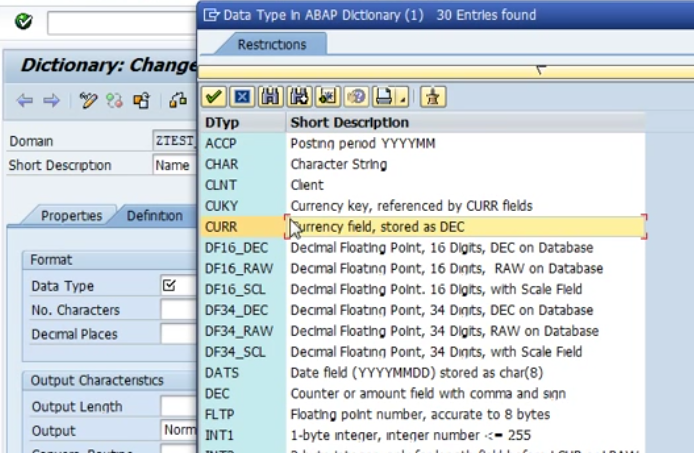 Data Type in ABAP Dictionary (1) 30 Entries found
Restrictions
Dictionary: Change
Domain ZTEST_
Short Description Name
Properties Definition
Format
Data Type
No. Characters
Decimal Places
Output Characteristics
Output Length
Output Norm
DTyp Short Description
ACCP Posting period YYYYMM
CHAR Character String
CLNT Client
CUKY Currency key, referenced by CURR fields
CURR Currency field, stored as DEC
DF16_DEC Decimal Floating Point, 16 Digits, DEC on Database
DF16_RAW Decimal Floating Point, 16 Digits, RAW on Database
DF16_SCL Decimal Floating Point, 16 Digits, with Scale Field
DF34_DEC Decimal Floating Point, 34 Digits, DEC on Database
DF34_RAW Decimal Floating Point, 34 Digits, RAW on Database
DF34_SCL Decimal Floating Point, 34 Digits, with Scale Field
DATS Date field (YYYYMMDD) stored as char(8)
DEC Counter or amount field with comma and sign
FLTP Floating point number, accurate to 8 bytes
INT1 1-byte integer, integer number <= 255